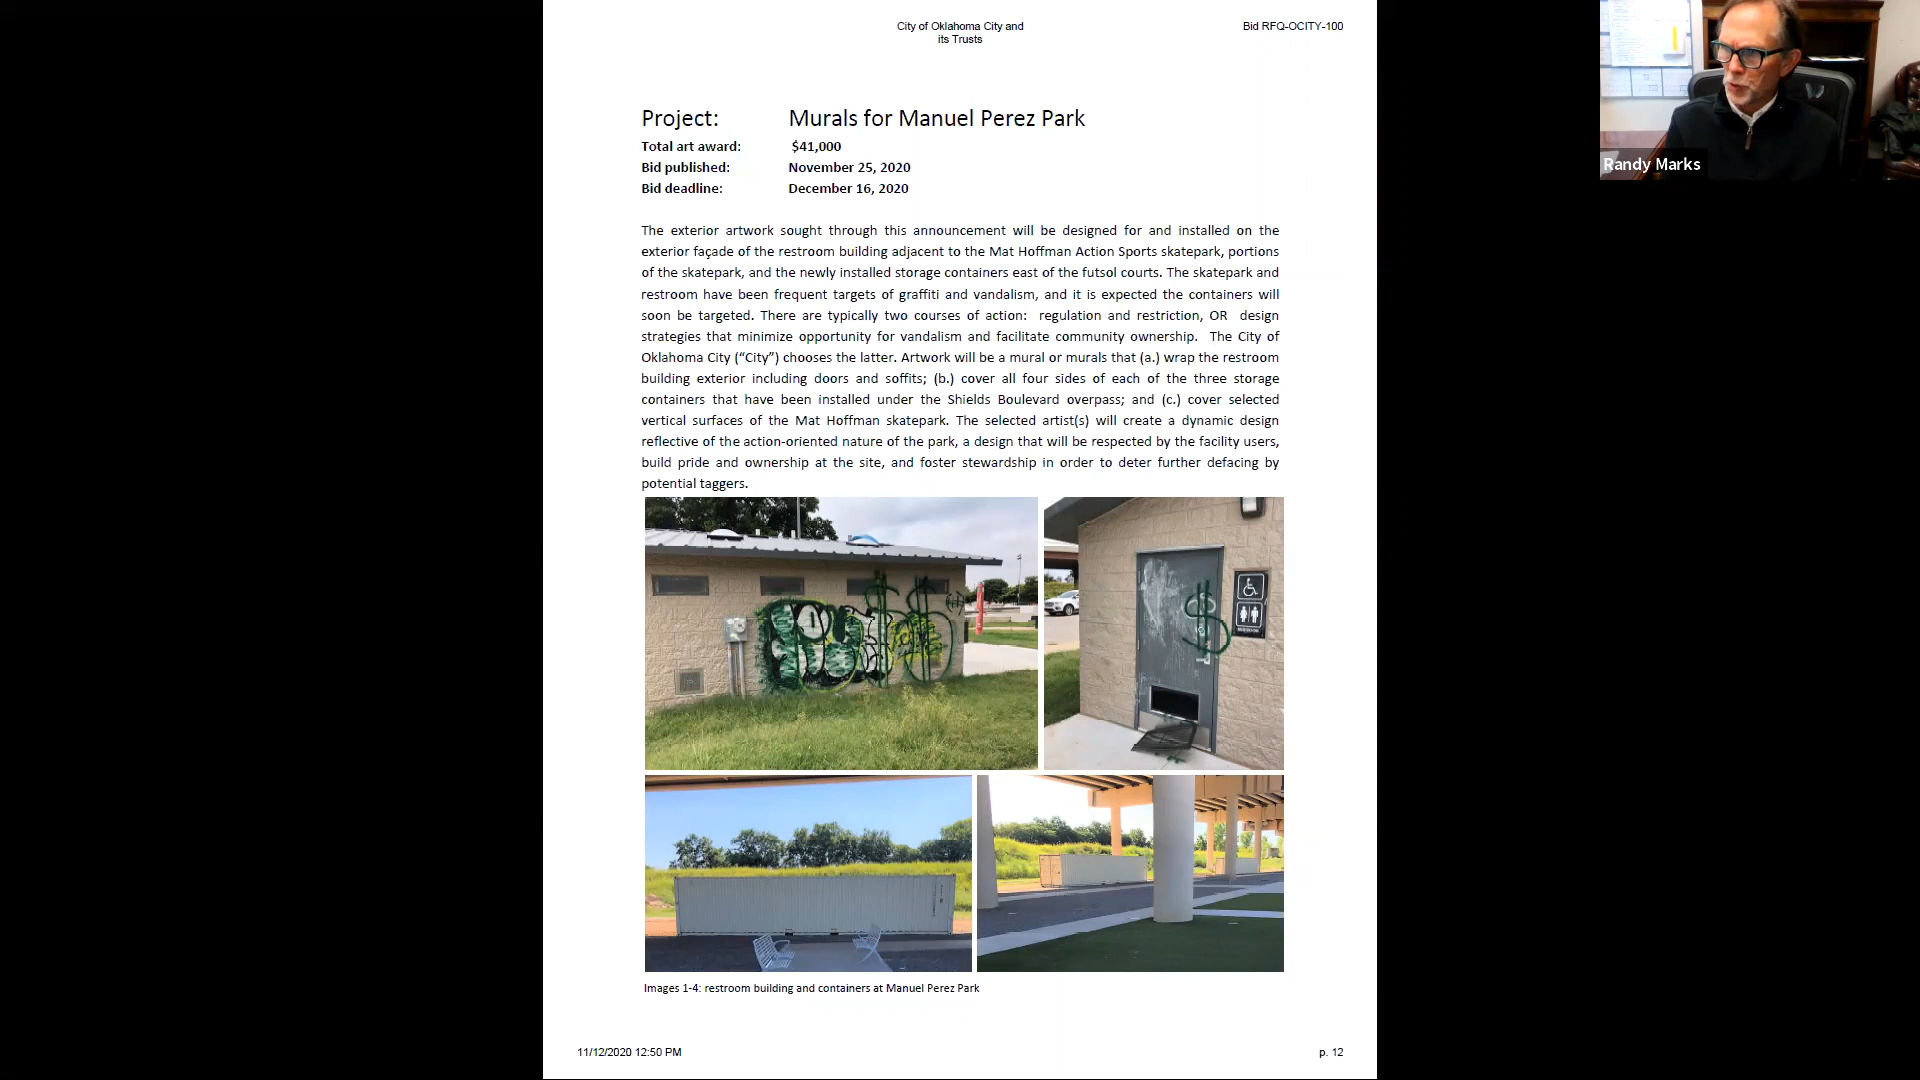 City of Oklahoma City and
its Trusts
Bid RFQ-OCITY-100
Project: Murals for Manuel Perez Park
Total art award: $41,000
Bid published: November 25, 2020
Bid deadline: December 16, 2020
The exterior artwork sought through this announcement will be designed for and installed on the
exterior façade of the restroom building adjacent to the Mat Hoffman Action Sports skatepark, portions
of the skatepark, and the newly installed storage containers east of the futsol courts. The skatepark and
restroom have been frequent targets of graffiti and vandalism, and it is expected the containers will
soon be targeted. There are typically two courses of action: regulation and restriction, OR design
strategies that minimize opportunity for vandalism and facilitate community ownership. The City of
Oklahoma City (“City”) chooses the latter. Artwork will be a mural or murals that (a.) wrap the restroom
building exterior including doors and soffits; (b.) cover all four sides of each of the three storage
containers that have been installed under the Shields Boulevard overpass; and (c.) cover selected
vertical surfaces of the Mat Hoffman skatepark. The selected artist(s) will create a dynamic design
reflective of the action-oriented nature of the park, a design that will be respected by the facility users,
build pride and ownership at the site, and foster stewardship in order to deter further defacing by
potential taggers.
$
Images 1-4: restroom building and containers at Manuel Perez Park
11/12/2020 12:50 PM
p. 12
Randy Marks